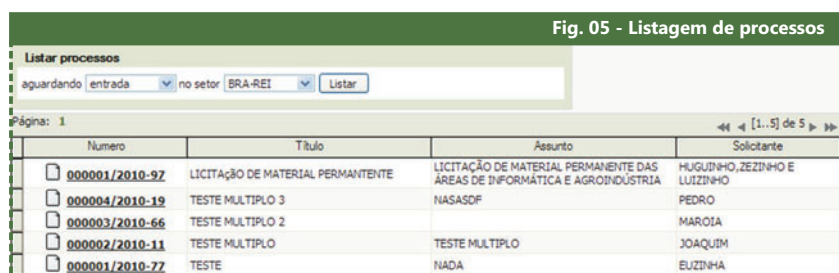 Fig. 05 - Listagem de processos
Listar processos
aguardando entrada no setor BRA-REI Listar
Página: 1 [1..5] de 5
Numero Título Assunto Solicitante
000001/2010-97 LICITAçãO DE MATERIAL PERMANTENTE LICITAÇÃO DE MATERIAL PERMANENTE DAS ÁREAS DE INFORMÁTICA E AGROINDÚSTRIA HUGUINHO,ZEZINHO E LUIZINHO
000004/2010-19 TESTE MULTIPLO 3 NASASDF PEDRO
000003/2010-66 TESTE MULTIPLO 2 MAROIA
000002/2010-11 TESTE MULTIPLO TESTE MULTIPLO JOAQUIM
000001/2010-77 TESTE NADA EUZINHA